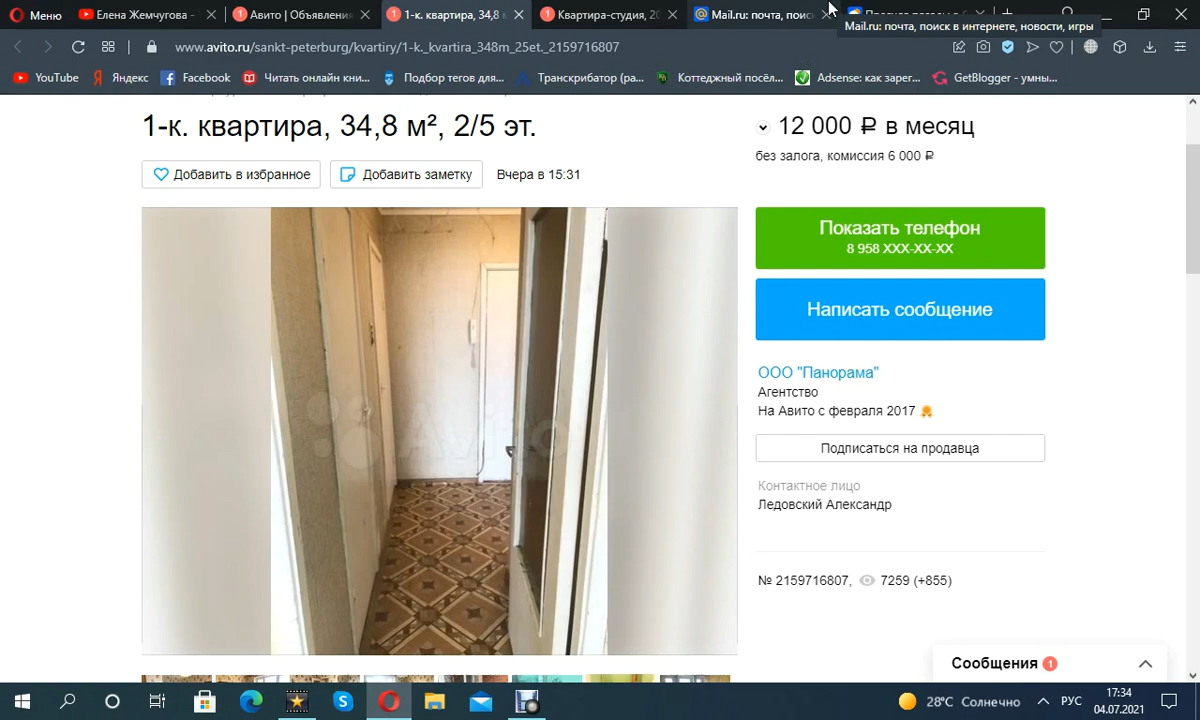 Меню
Елена Жемчугова -
Авито | Объявления
1-к. квартира, 34,8
Квартира-студия, 20
Mail.ru: почта, поиск
Mail.ru: почта, поиск в интернете, новости, игры
www.avito.ru/sankt-peterburg/kvartiry/1-k._kvartira_348m_25et._2159716807
YouTube
Яндекс
Facebook
Читать онлайн кни...
Подбор тегов для...
Транскрибатор (ра...
Коттеджный посёл...
Adsense: как зарег...
GetBlogger - умны...
1-к. квартира, 34,8 м², 2/5 эт.
12 000 ₽ в месяц
без залога, комиссия 6 000 ₽
Добавить в избранное
Добавить заметку
Вчера в 15:31
Показать телефон
8 958 XXX-XX-XX
Написать сообщение
ООО "Панорама"
Агентство
На Авито с февраля 2017
Подписаться на продавца
Контактное лицо
Ледовский Александр
№ 2159716807, 7259 (+855)
Avito
Сообщения 1
28°C Солнечно
РУС
17:34
04.07.2021